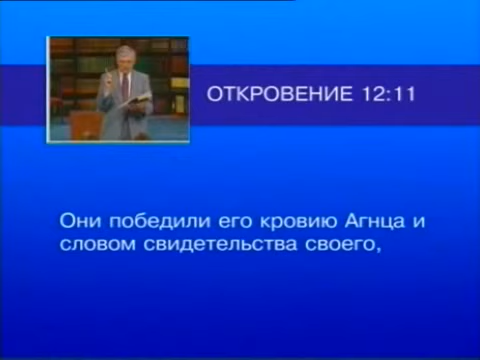 ОТКРОВЕНИЕ 12:11
Они победили его кровию Агнца и
словом свидетельства своего,